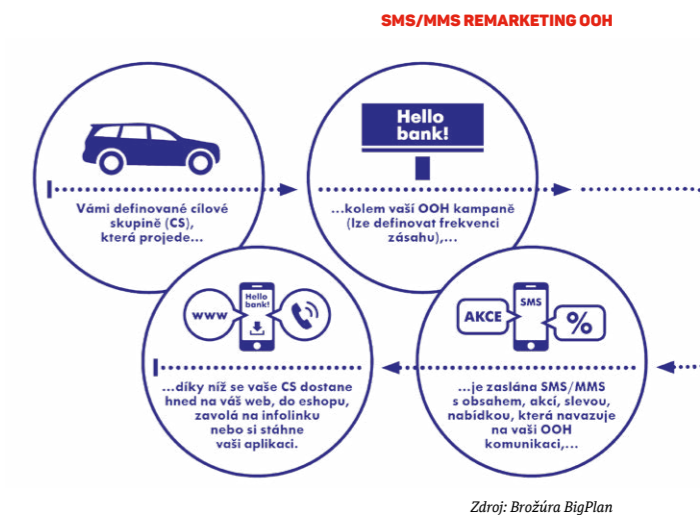 SMS/MMS REMARKETING OOH
Vámi definované cílové
skupině (CS),
která projede...
Hello
bank!
...kolem vaší OOH kampaně
(lze definovat frekvenci
zásahu),...
AKCE
SMS
%
...je zaslána SMS/MMS
s obsahem, akcí, slevou,
nabídkou, která navazuje
na vaši OOH
komunikaci,...
www
Hello
bank!
...díky níž se vaše CS dostane
hned na váš web, do eshopu,
zavolá na infolinku
nebo si stáhne
vaši aplikaci.
Zdroj: Brožúra BigPlan